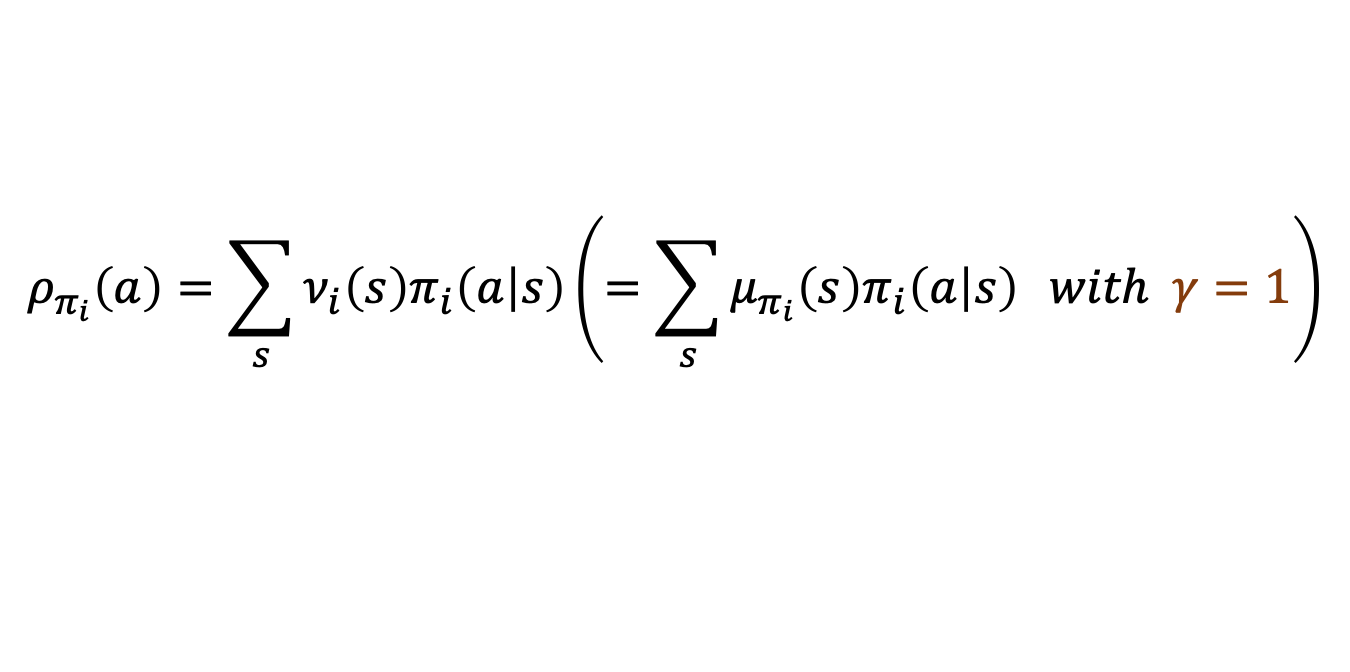 ρ_{π_i}(a) = ∑_s ν_i(s)π_i(a|s) (= ∑_s μ_{π_i}(s)π_i(a|s) with γ = 1)